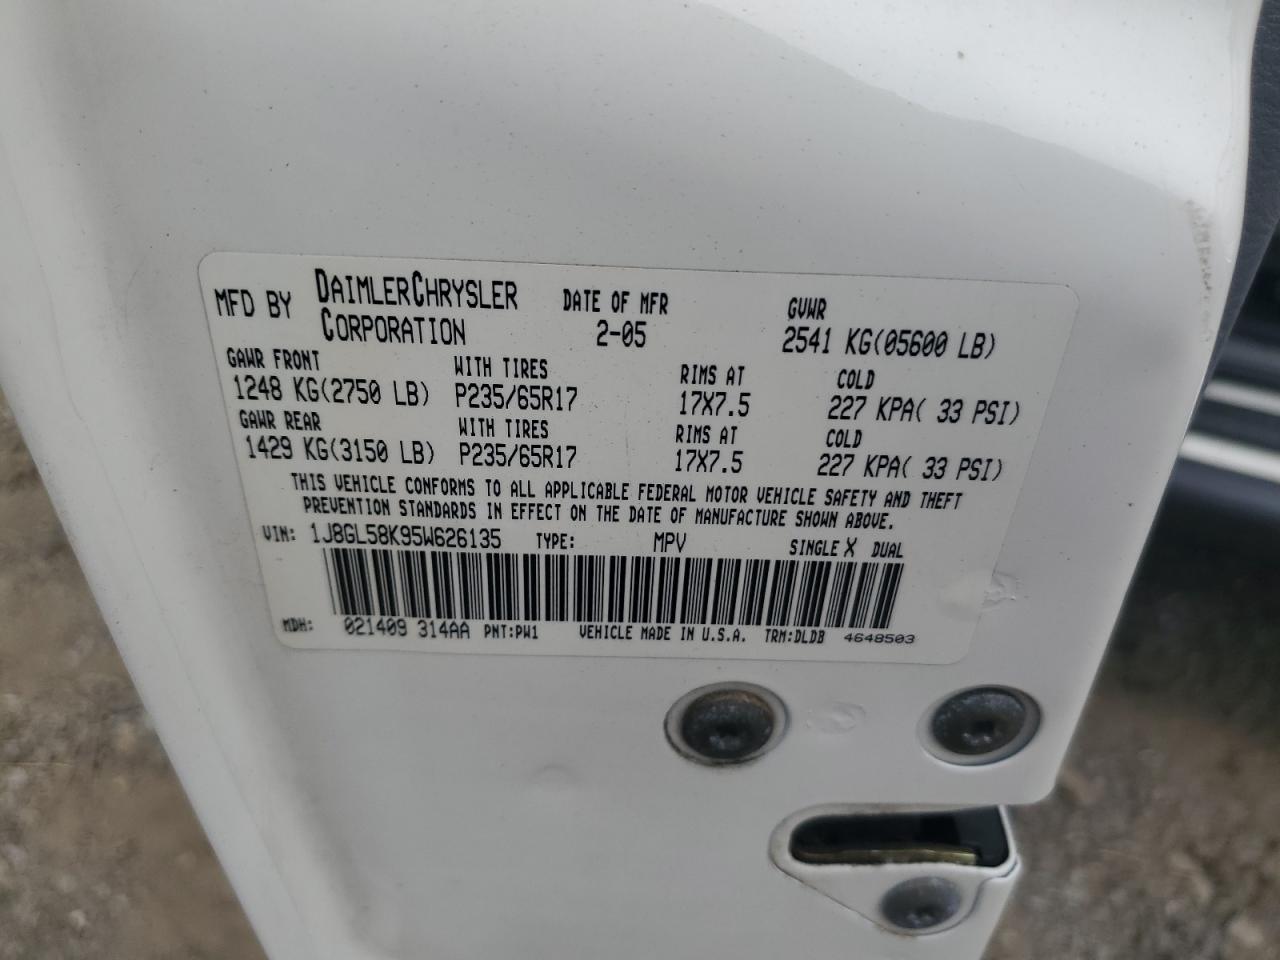 MFD BY DAIMLERCHRYSLER CORPORATION DATE OF MFR 2-05 GVWR 2541 KG(05600 LB)
GAWR FRONT WITH TIRES RIMS AT COLD
1248 KG(2750 LB) P235/65R17 17X7.5 227 KPA( 33 PSI)
GAWR REAR WITH TIRES RIMS AT COLD
1429 KG(3150 LB) P235/65R17 17X7.5 227 KPA( 33 PSI)
THIS VEHICLE CONFORMS TO ALL APPLICABLE FEDERAL MOTOR VEHICLE SAFETY AND THEFT
PREVENTION STANDARDS IN EFFECT ON THE DATE OF MANUFACTURE SHOWN ABOVE.
VIN: 1J8GL58K95W626135 TYPE: MPV SINGLE X DUAL
MDH: 021409 314AA PNT:PW1 VEHICLE MADE IN U.S.A. TRM:DLDB 4648503